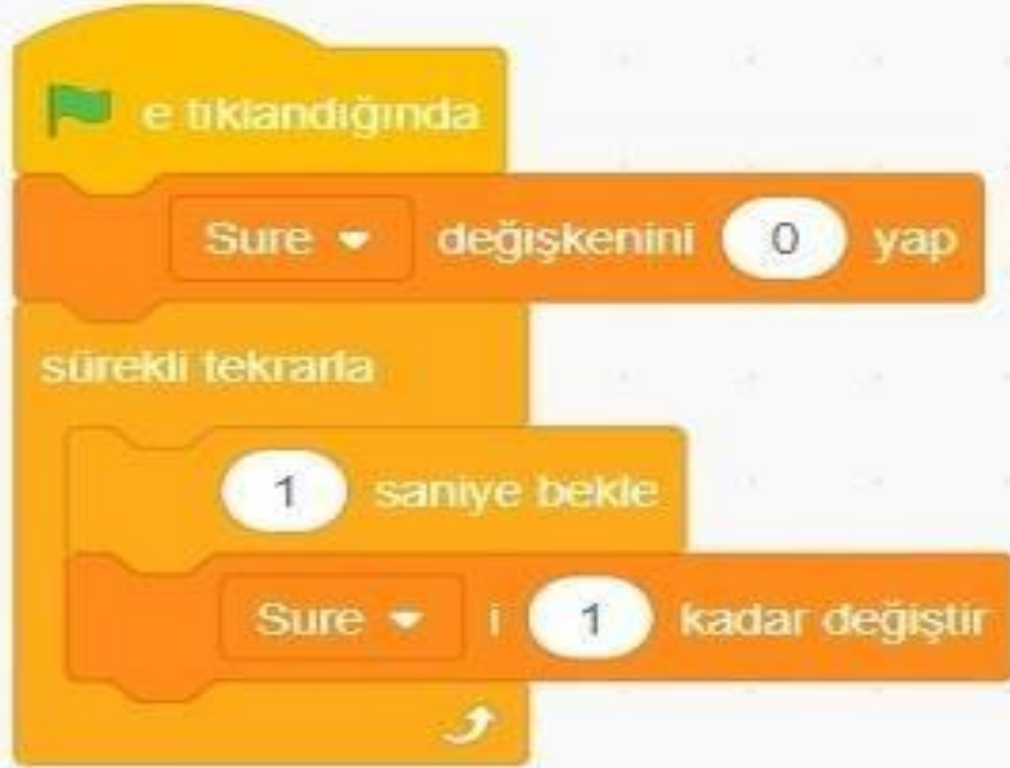 e tıklandığında
Sure değişkenini 0 yap
sürekli tekrarla
1 saniye bekle
Sure i 1 kadar değiştir